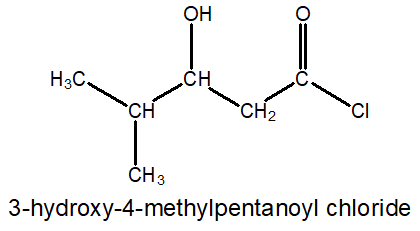 OH
O
H₃C
CH
C
CH
CH₂
Cl
CH₃
3-hydroxy-4-methylpentanoyl chloride